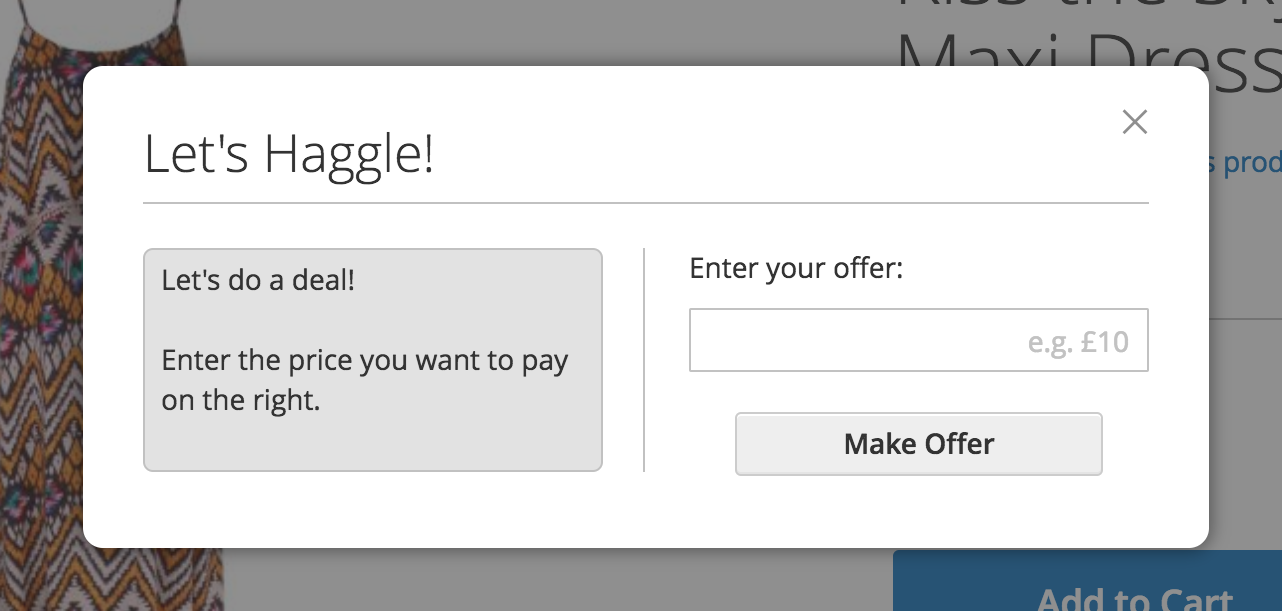 Maxi Dress
Let's Haggle!
s prod
Let's do a deal!
Enter the price you want to pay
on the right.
Enter your offer:
e.g. £10
Make Offer
Add to Cart